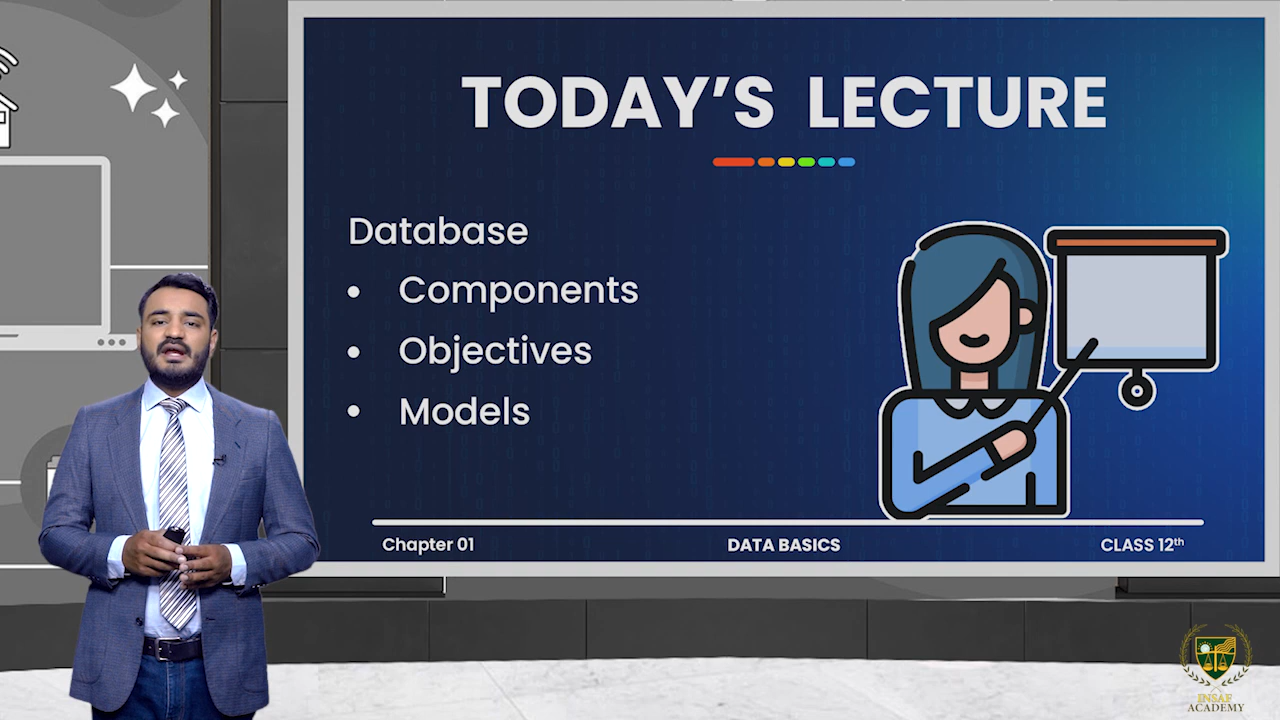 TODAY’S LECTURE
Database
• Components
• Objectives
• Models
Chapter 01
DATA BASICS
CLASS 12th
INSAF
ACADEMY